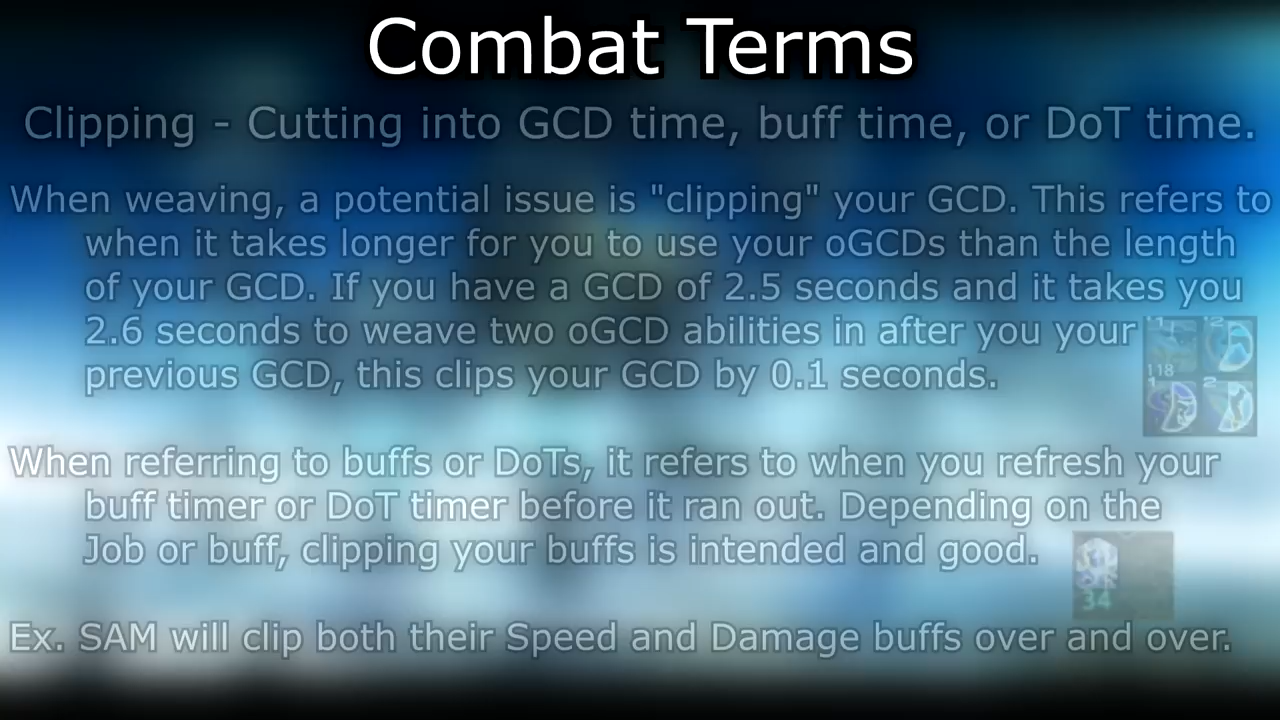 Combat Terms
Clipping - Cutting into GCD time, buff time, or DoT time.
When weaving, a potential issue is "clipping" your GCD. This refers to
when it takes longer for you to use your oGCDs than the length
of your GCD. If you have a GCD of 2.5 seconds and it takes you
2.6 seconds to weave two oGCD abilities in after you your
previous GCD, this clips your GCD by 0.1 seconds.
118
1 2
When referring to buffs or DoTs, it refers to when you refresh your
buff timer or DoT timer before it ran out. Depending on the
Job or buff, clipping your buffs is intended and good.
34
Ex. SAM will clip both their Speed and Damage buffs over and over.